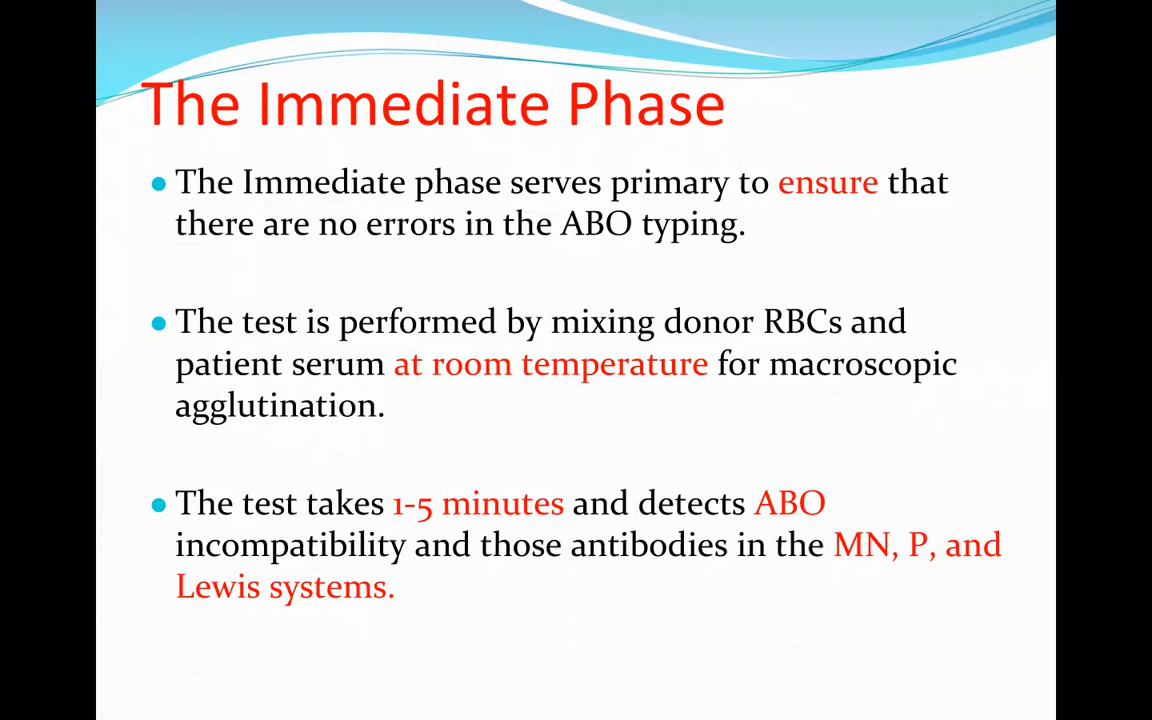 The Immediate Phase
The Immediate phase serves primary to ensure that
there are no errors in the ABO typing.
The test is performed by mixing donor RBCs and
patient serum at room temperature for macroscopic
agglutination.
The test takes 1-5 minutes and detects ABO
incompatibility and those antibodies in the MN, P, and
Lewis systems.